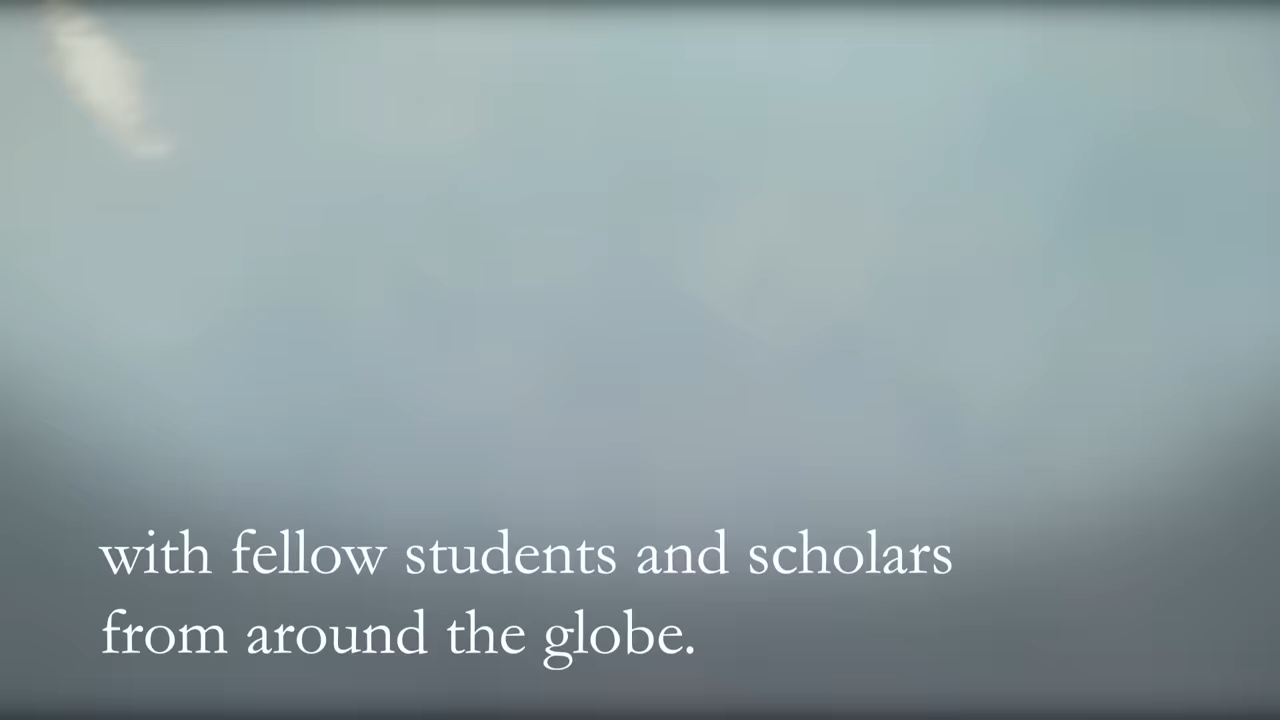 with fellow students and scholars
from around the globe.